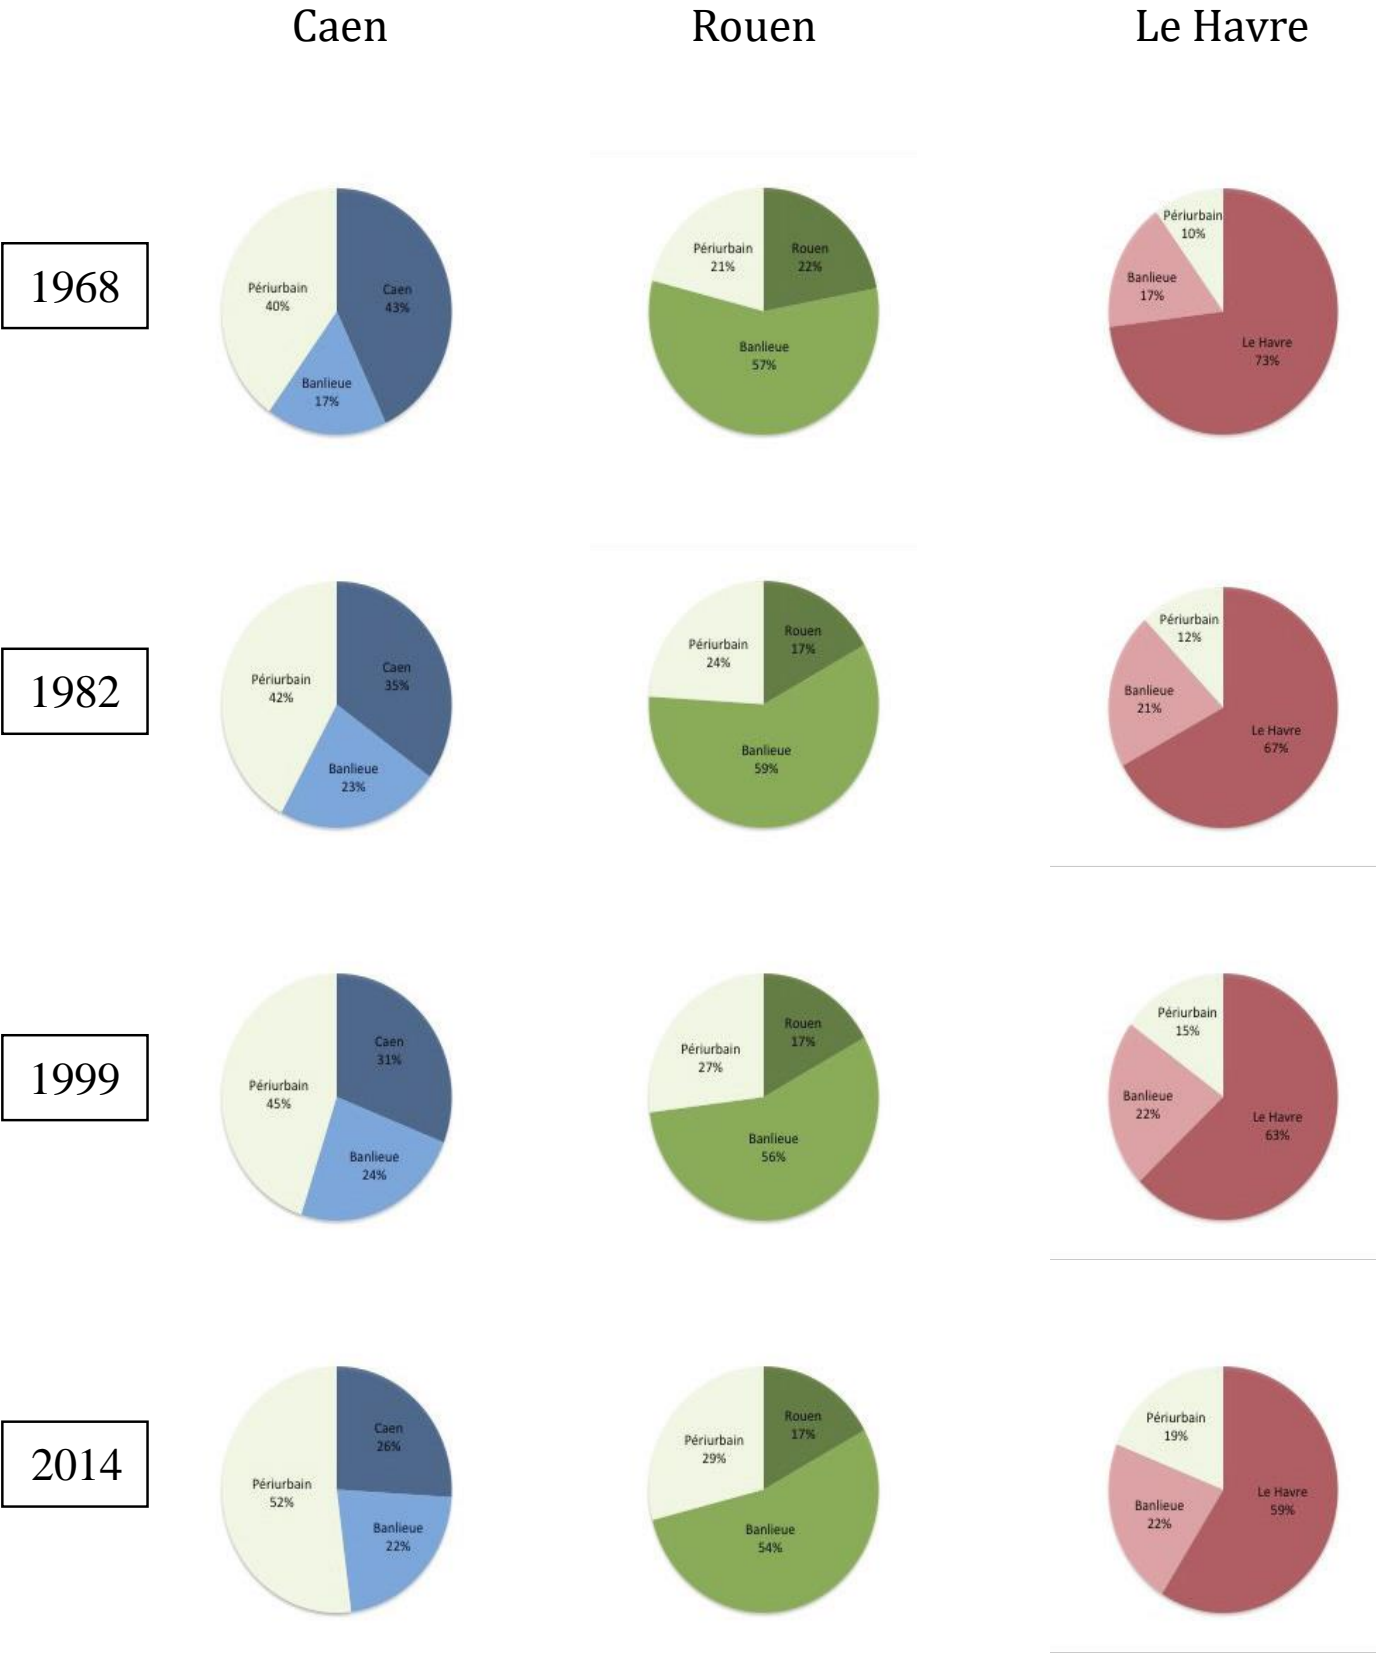 Caen
Rouen
Le Havre
1968
Périurbain
40%
Caen
43%
Banlieue
17%
Périurbain
21%
Rouen
22%
Banlieue
57%
Périurbain
10%
Banlieue
17%
Le Havre
73%
1982
Périurbain
42%
Caen
35%
Banlieue
23%
Périurbain
24%
Rouen
17%
Banlieue
59%
Périurbain
12%
Banlieue
21%
Le Havre
67%
1999
Périurbain
45%
Caen
31%
Banlieue
24%
Périurbain
27%
Rouen
17%
Banlieue
56%
Périurbain
15%
Banlieue
22%
Le Havre
63%
2014
Périurbain
52%
Caen
26%
Banlieue
22%
Périurbain
29%
Rouen
17%
Banlieue
54%
Périurbain
19%
Banlieue
22%
Le Havre
59%